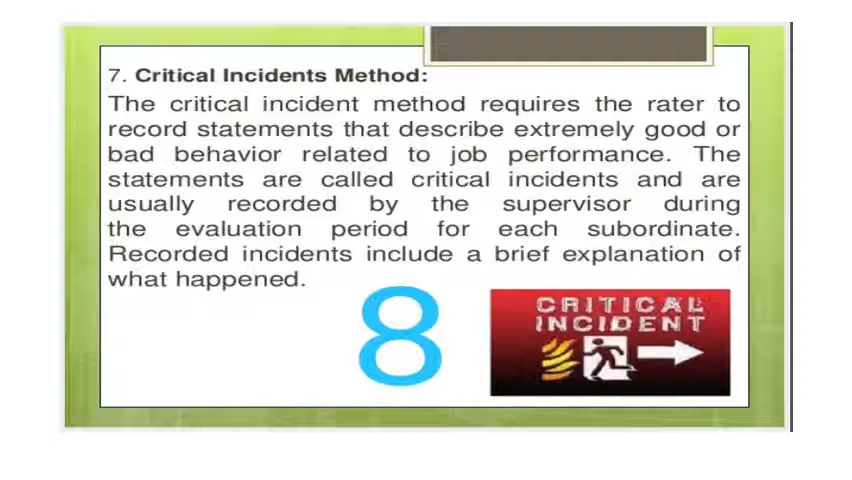 7. Critical Incidents Method:
The critical incident method requires the rater to
record statements that describe extremely good or
bad behavior related to job performance. The
statements are called critical incidents and are
usually recorded by the supervisor during
the evaluation period for each subordinate.
Recorded incidents include a brief explanation of
what happened.
8
CRITICAL
INCIDENT